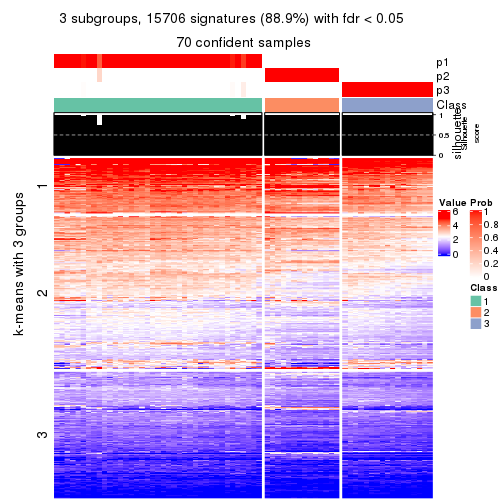 3 subgroups, 15706 signatures (88.9%) with fdr < 0.05
70 confident samples
p1
p2
p3
Class
1
0.5
0
silhouette
Silhouette
score
k-means with 3 groups
1
2
3
Value
6
4
2
0
Prob
1
0.8
0.6
0.4
0.2
0
Class
1
2
3